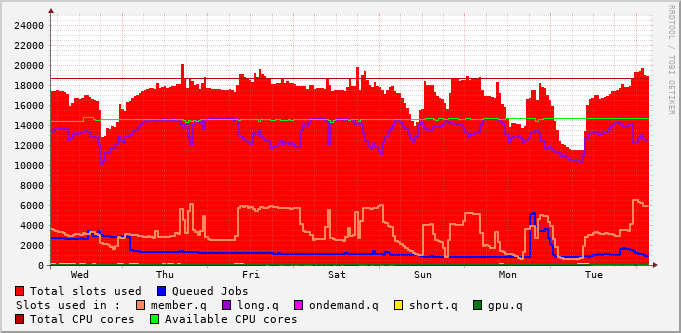 RRDTOOL / TOBI OETIKER
24000
22000
20000
18000
16000
14000
12000
10000
8000
6000
4000
2000
0
Wed Thu Fri Sat Sun Mon Tue
Total slots used Queued Jobs
Slots used in : member.q long.q ondemand.q short.q gpu.q
Total CPU cores Available CPU cores